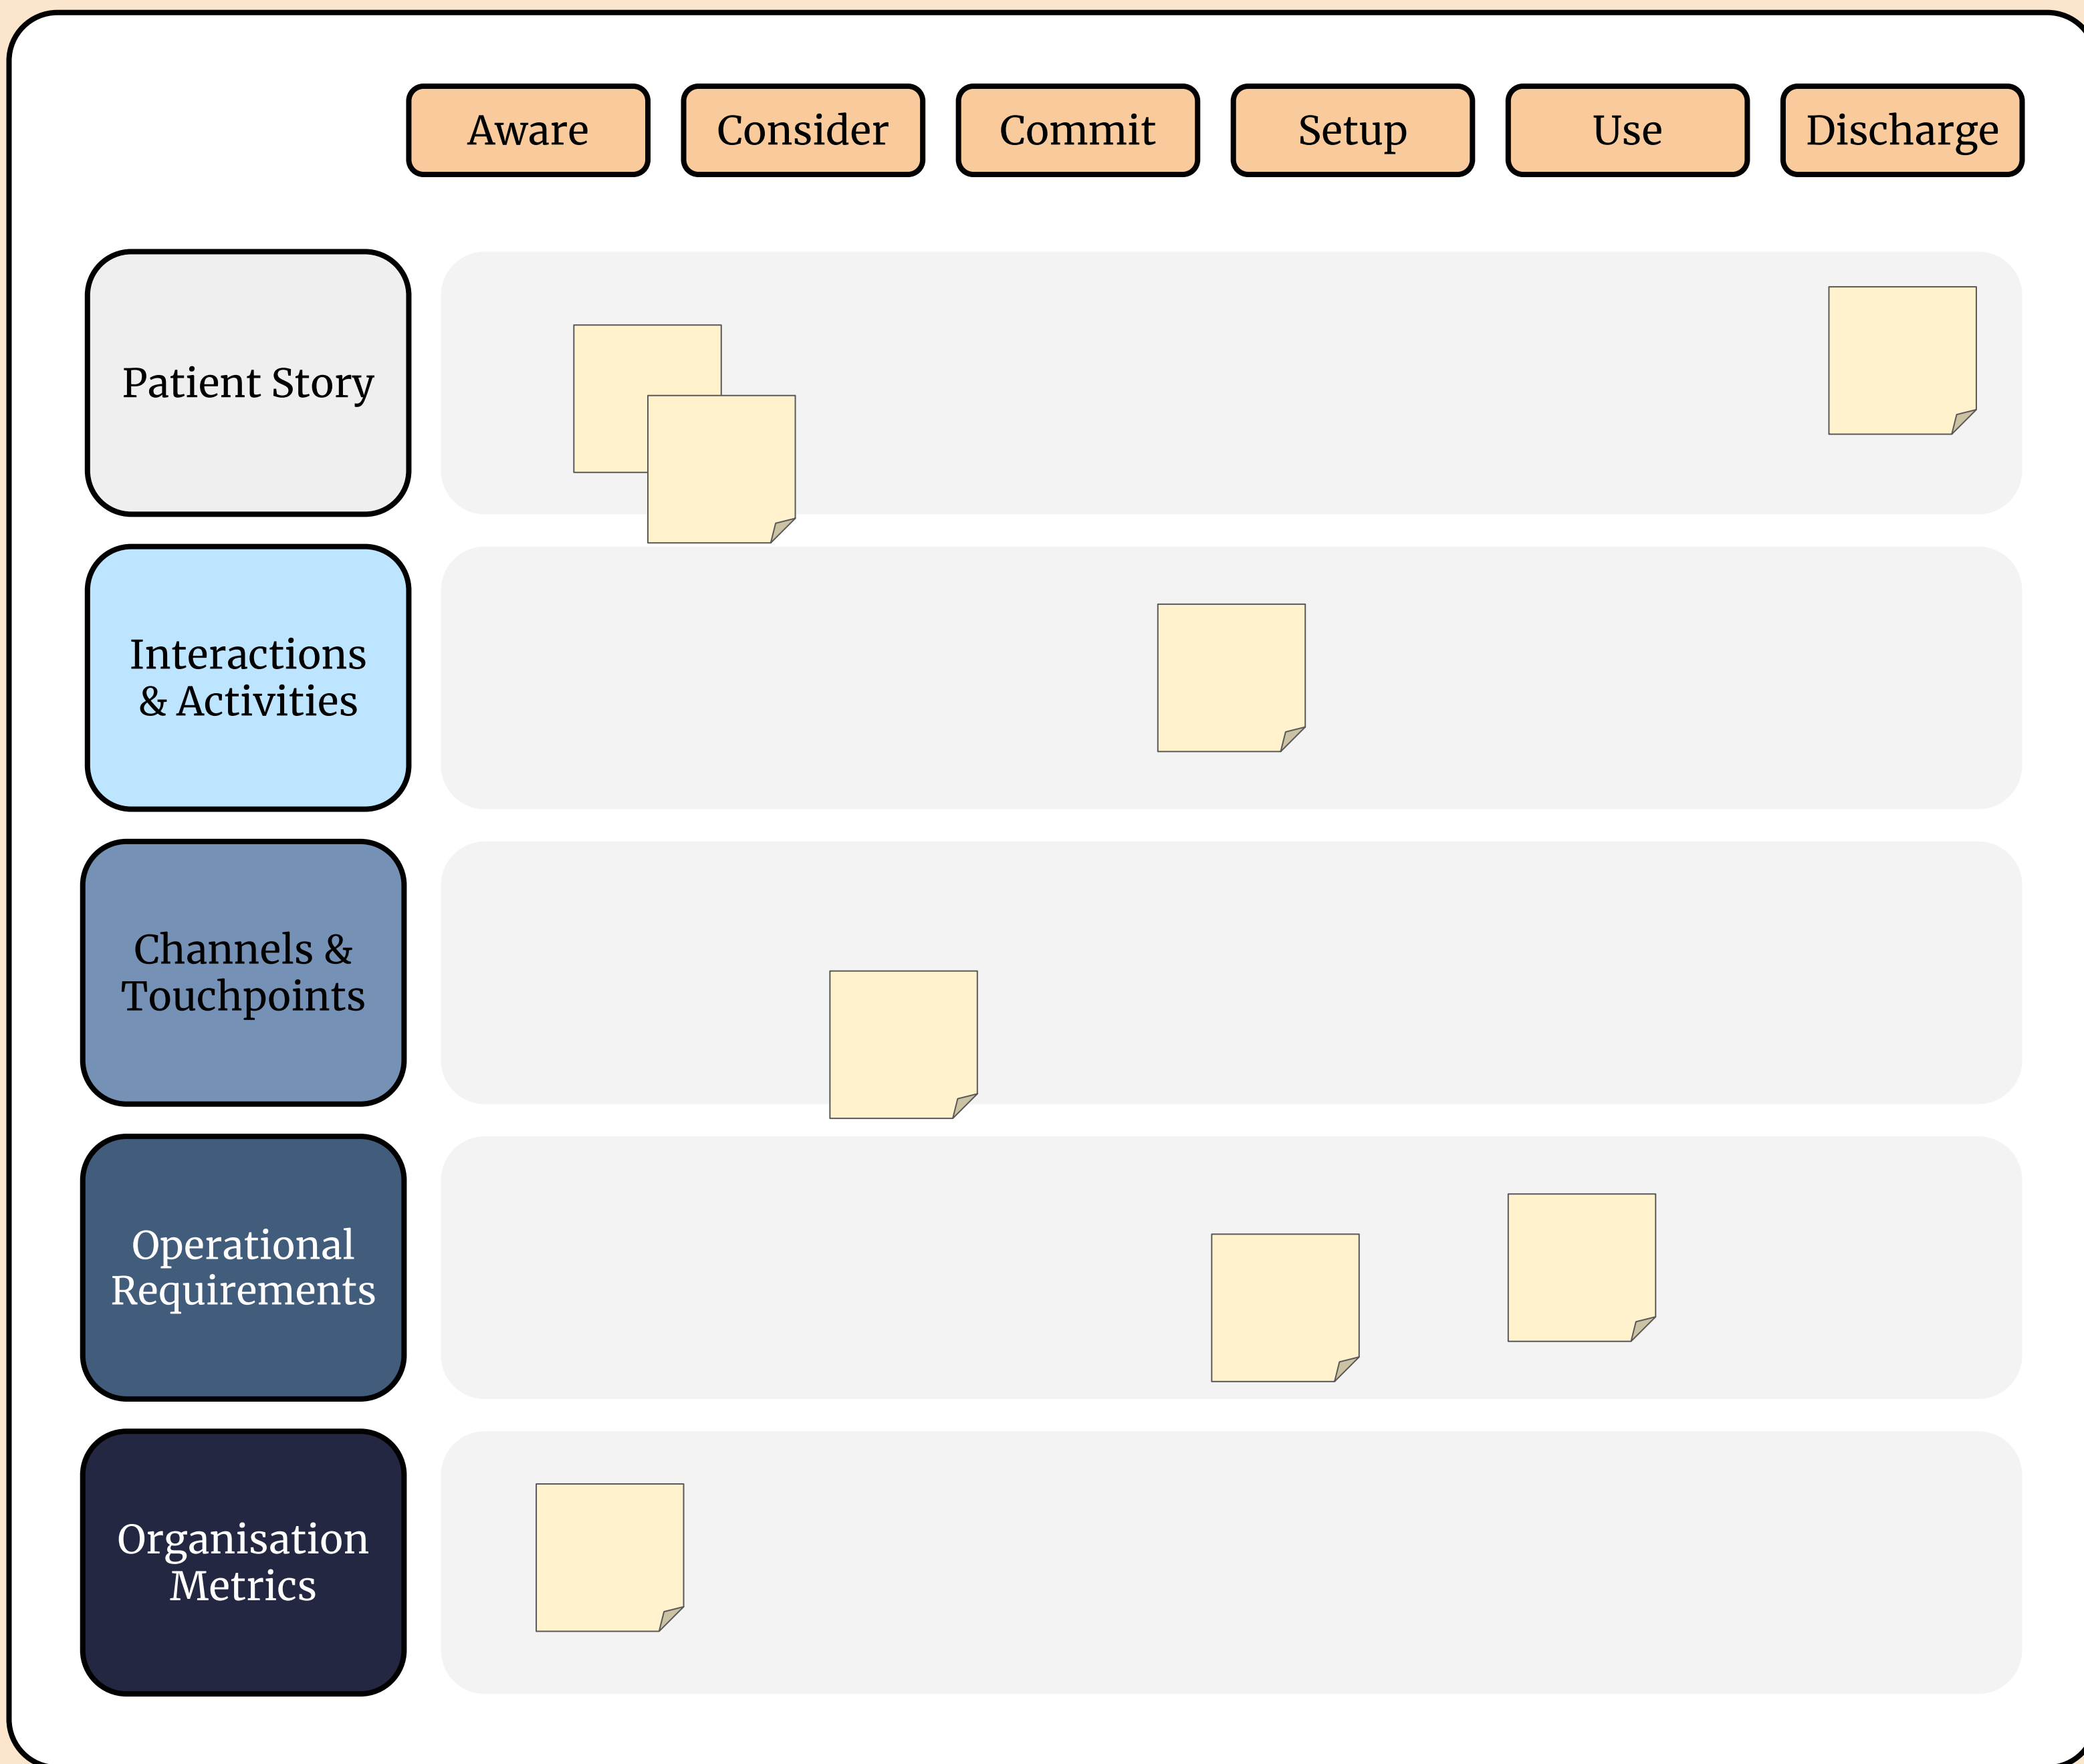 Aware
Consider
Commit
Setup
Use
Discharge
Patient Story
Interactions
& Activities
Channels &
Touchpoints
Operational
Requirements
Organisation
Metrics